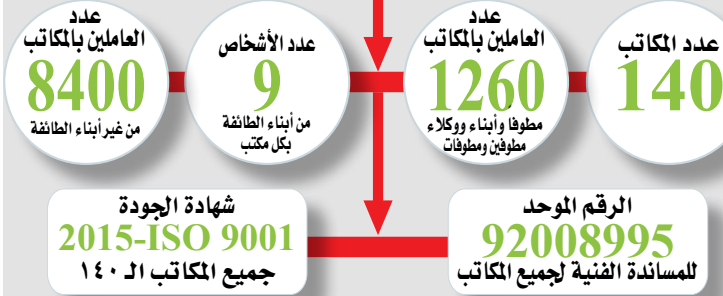 عدد المكاتب
140
عدد
العاملين بالمكاتب
1260
مطوفاً وأبناء ووكلاء
مطوفين ومطوفات
عدد الأشخاص
9
من أبناء الطائفة
بكل مكتب
عدد
العاملين بالمكاتب
8400
من غير أبناء الطائفة
الرقم الموحد
92008995
للمساندة الفنية لجميع المكاتب
شهادة الجودة
2015-ISO 9001
جميع المكاتب الـ ١٤٠